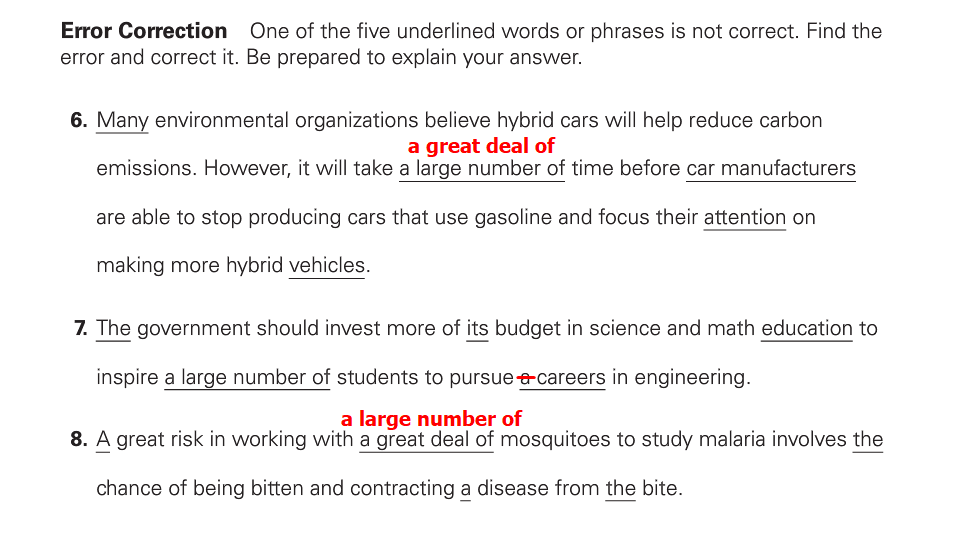 Error Correction One of the five underlined words or phrases is not correct. Find the
error and correct it. Be prepared to explain your answer.
6. Many environmental organizations believe hybrid cars will help reduce carbon
a great deal of
emissions. However, it will take a large number of time before car manufacturers
are able to stop producing cars that use gasoline and focus their attention on
making more hybrid vehicles.
7. The government should invest more of its budget in science and math education to
inspire a large number of students to pursue a careers in engineering.
a large number of
8. A great risk in working with a great deal of mosquitoes to study malaria involves the
chance of being bitten and contracting a disease from the bite.